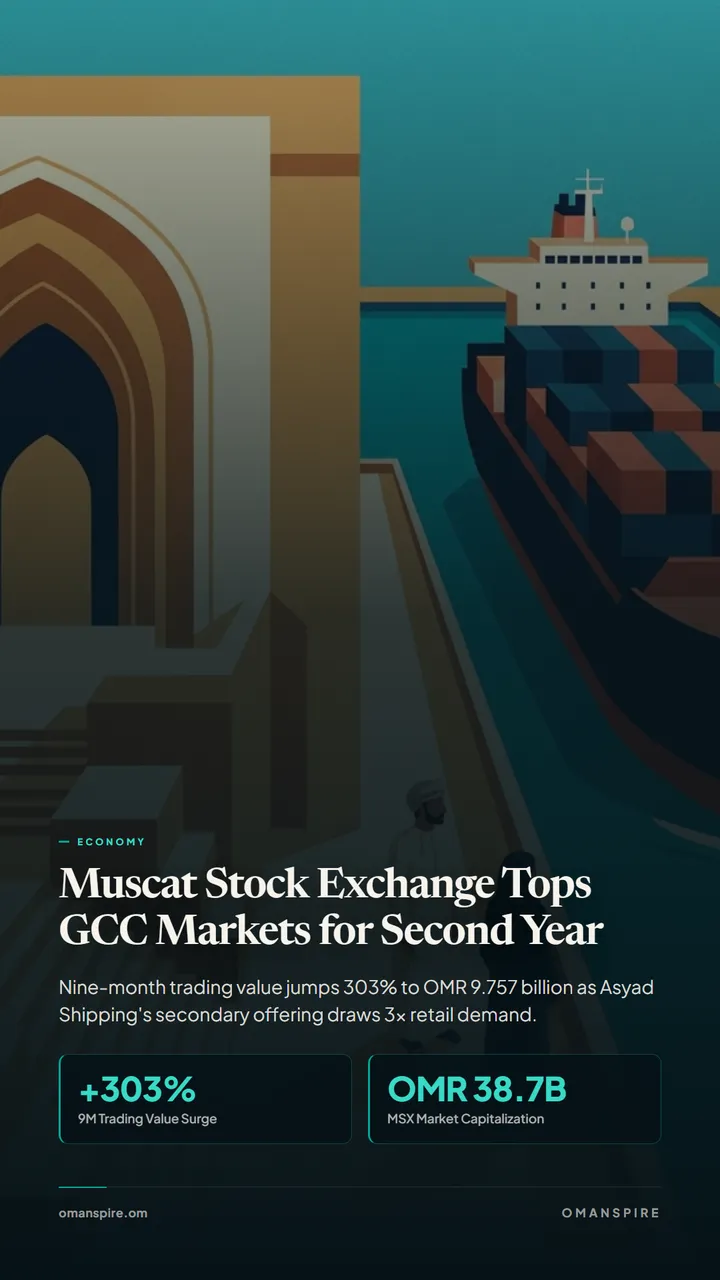 — ECONOMY
Muscat Stock Exchange Tops
GCC Markets for Second Year
Nine-month trading value jumps 303% to OMR 9.757 billion as Asyad
Shipping's secondary offering draws 3× retail demand.
+303%
9M Trading Value Surge
OMR 38.7B
MSX Market Capitalization
omanspire.om
OMANSPIRE